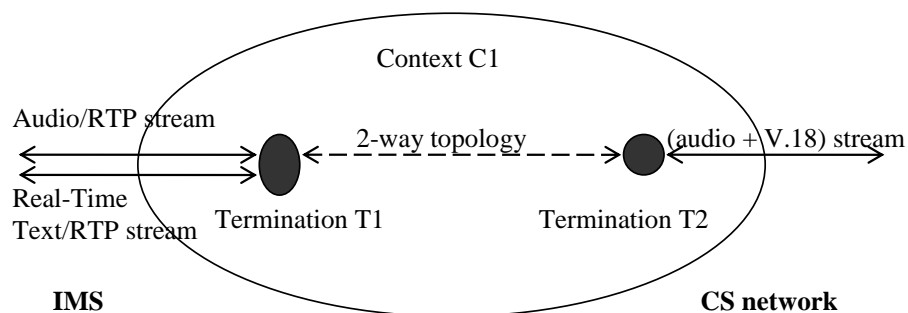 Context C1
Audio/RTP stream
2-way topology
(audio + V.18) stream
Real-Time
Text/RTP stream
Termination T1
Termination T2
IMS
CS network